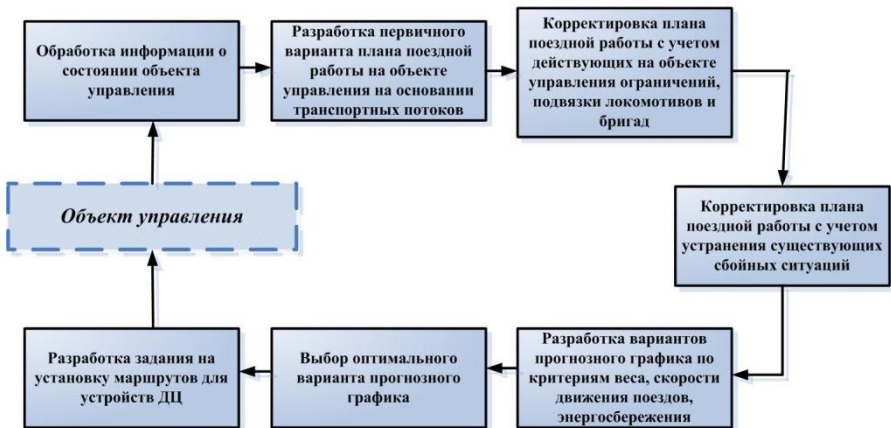 Обработка информации о
состоянии объекта
управления
Разработка первичного
варианта плана поездной
работы на объекте
управления на основании
транспортных потоков
Корректировка плана
поездной работы с учетом
действующих на объекте
управления ограничений,
подвязки локомотивов и
бригад
Корректировка плана
поездной работы с учетом
устранения существующих
сбойных ситуаций
Разработка вариантов
прогнозного графика по
критериям веса, скорости
движения поездов,
энергосбережения
Выбор оптимального
варианта прогнозного
графика
Разработка задания на
установку маршрутов для
устройств ДЦ
Объект управления